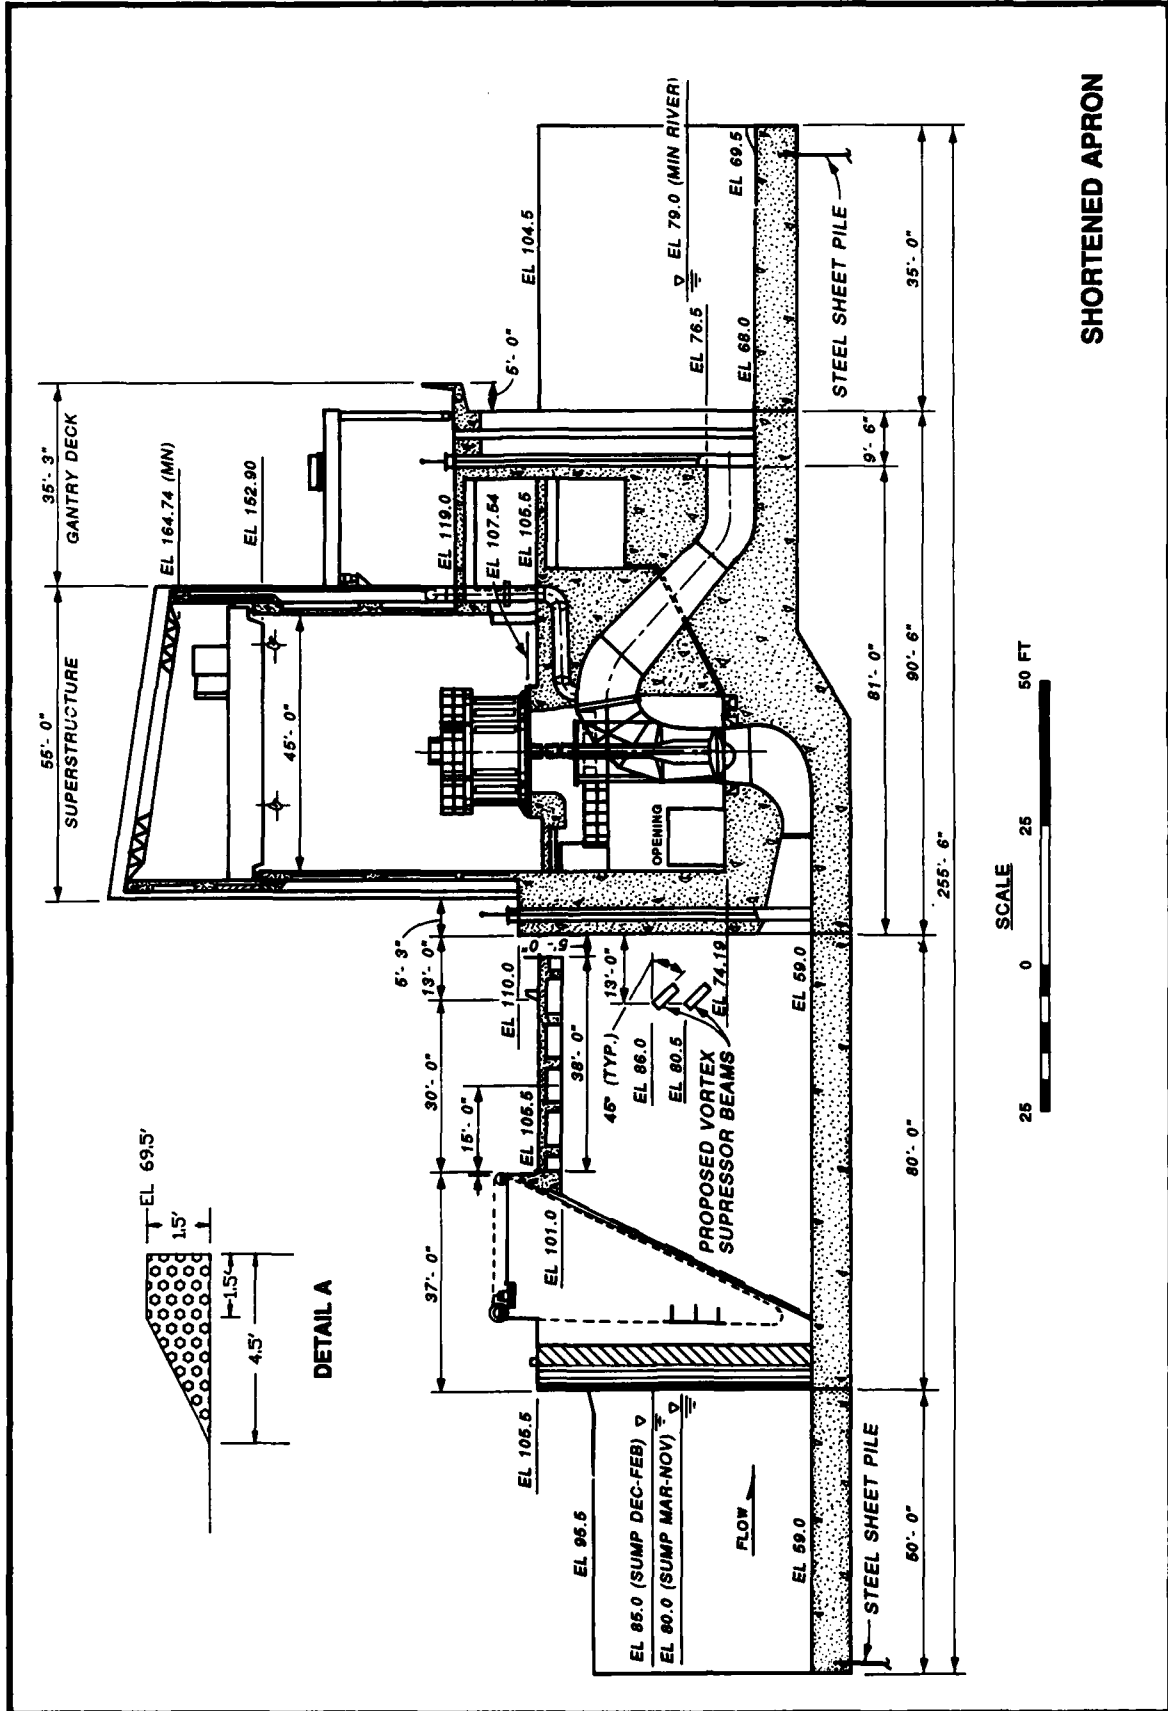 55'- 0"
SUPERSTRUCTURE
35'- 3"
GANTRY DECK
EL 164.74 (MN)
EL 152.90
45'- 0"
EL 119.0
EL 107.54
EL 105.5
5'- 0"
EL 104.5
EL 79.0 (MIN RIVER)
EL 76.5
EL 69.5
EL 68.0
STEEL SHEET PILE
35'- 0"
9'- 6"
81'- 0"
90'- 6"
OPENING
5'- 3"
13'- 0"
30'- 0"
15'- 0"
37'- 0"
EL 110.0
5'- 0"
EL 105.5
38'- 0"
13'- 0"
45° (TYP.)
EL 86.0
EL 80.5
EL 74.19
PROPOSED VORTEX
SUPRESSOR BEAMS
EL 101.0
EL 59.0
80'- 0"
EL 105.5
EL 95.5
EL 85.0 (SUMP DEC-FEB)
EL 80.0 (SUMP MAR-NOV)
FLOW
EL 59.0
STEEL SHEET PILE
50'- 0"
255'- 6"
EL 69.5'
1.5'
1.5'
4.5'
DETAIL A
SCALE
25 0 25 50 FT
SHORTENED APRON